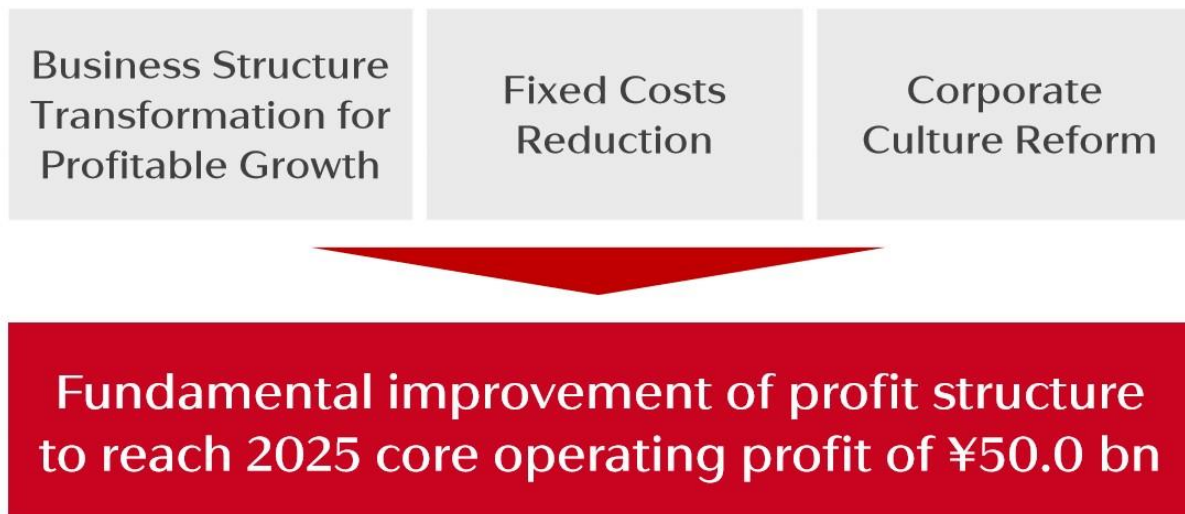 Business Structure
Transformation for
Profitable Growth
Fixed Costs
Reduction
Corporate
Culture Reform
Fundamental improvement of profit structure
to reach 2025 core operating profit of ¥50.0 bn